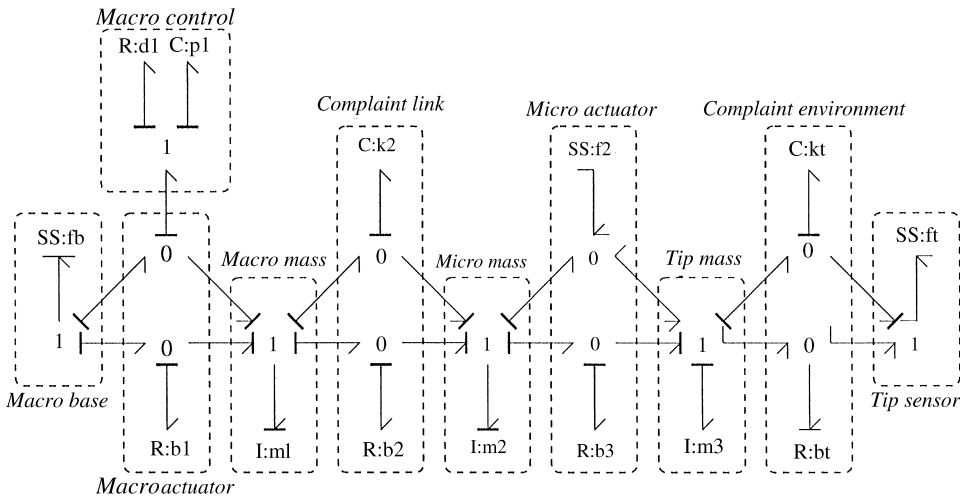 Macro control
R:d1 C:p1
1
Complaint link
Micro actuator
Complaint environment
C:k2
SS:f2
C:kt
SS:fb
SS:ft
0
0
0
0
Macro mass
Micro mass
Tip mass
1
0
1
0
1
0
1
0
1
Macro base
Tip sensor
R:b1
I:ml
R:b2
I:m2
R:b3
I:m3
R:bt
Macro actuator